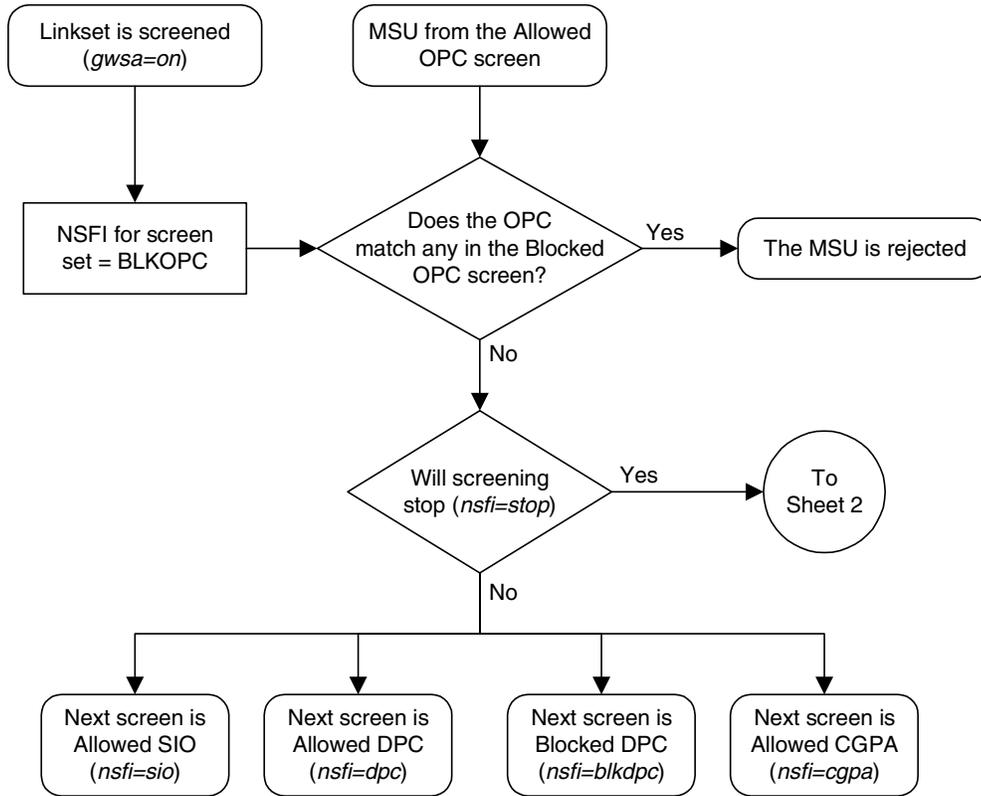 Linkset is screened
(gwsa=on)
MSU from the Allowed
OPC screen
NSFI for screen
set = BLKOPC
Does the OPC
match any in the Blocked
OPC screen?
Yes
The MSU is rejected
No
Will screening
stop (nsfi=stop)
Yes
To
Sheet 2
No
Next screen is
Allowed SIO
(nsfi=sio)
Next screen is
Allowed DPC
(nsfi=dpc)
Next screen is
Blocked DPC
(nsfi=blkdpc)
Next screen is
Allowed CGPA
(nsfi=cgpa)